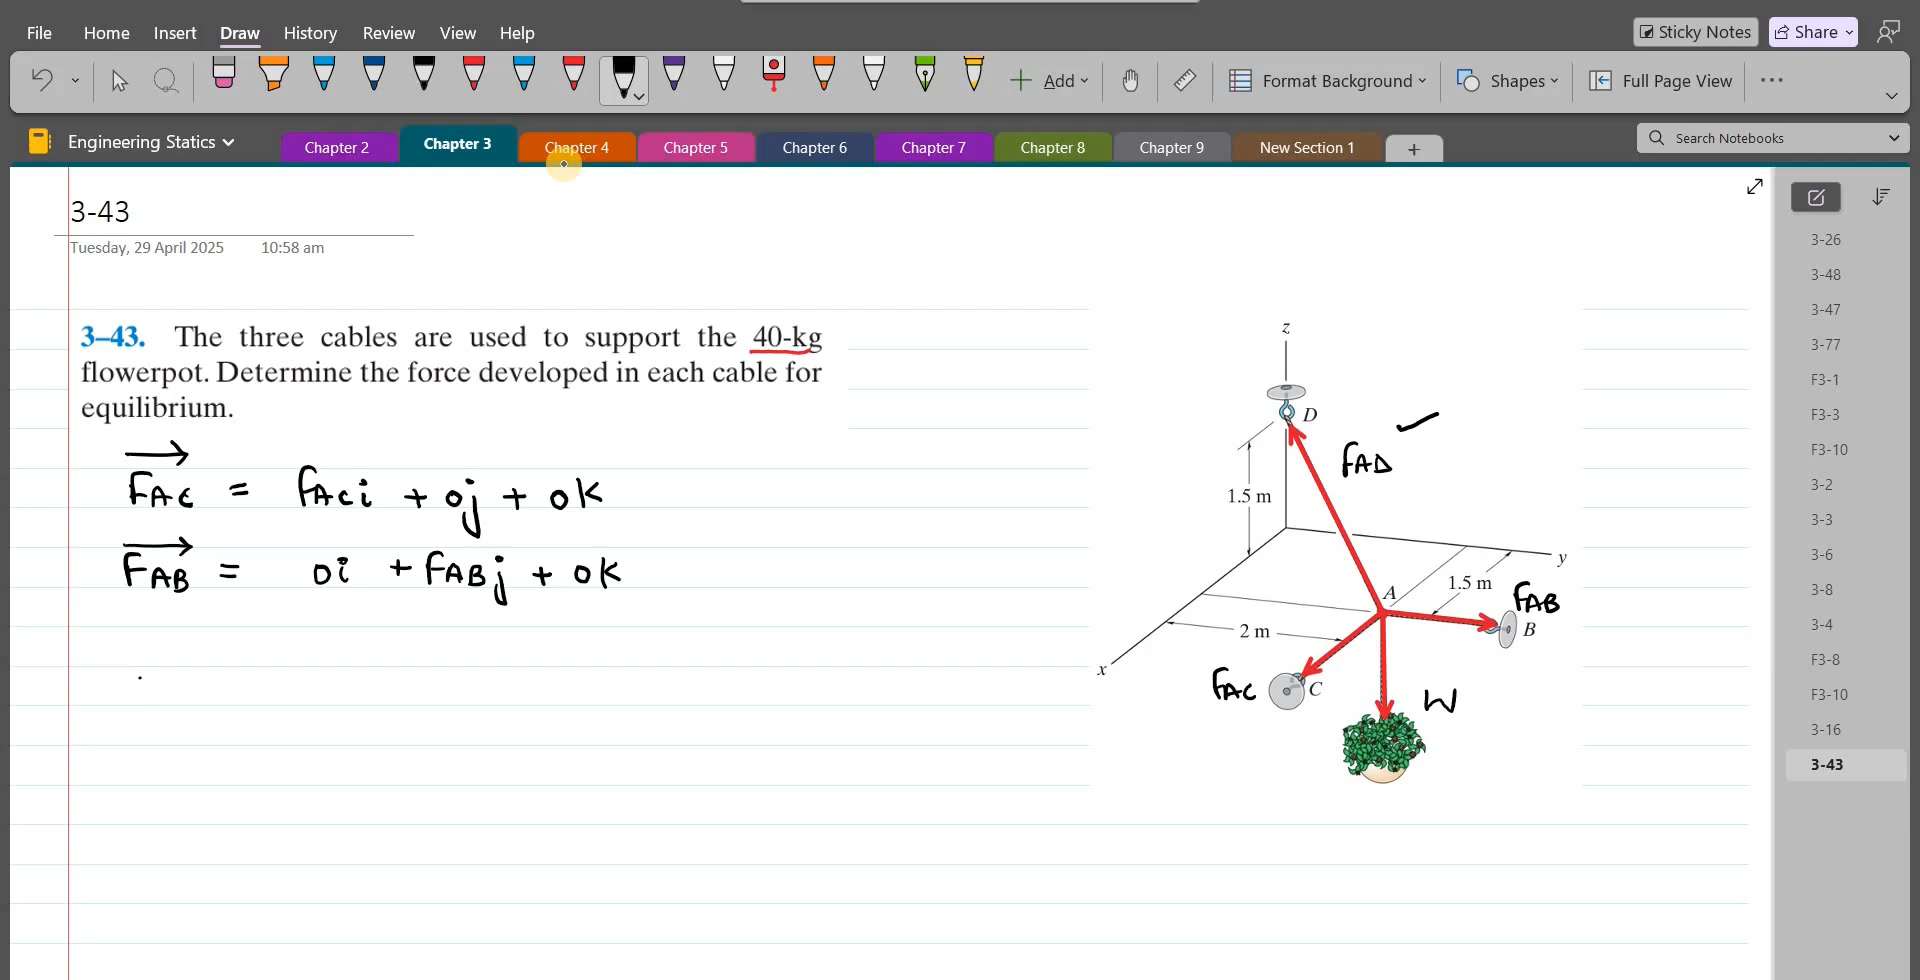 File Home Insert Draw History Review View Help
Sticky Notes Share
Add Format Background Shapes Full Page View
Engineering Statics
Chapter 2 Chapter 3 Chapter 4 Chapter 5 Chapter 6 Chapter 7 Chapter 8 Chapter 9 New Section 1 +
Search Notebooks
3-43
Tuesday, 29 April 2025 10:58 am
3–43. The three cables are used to support the 40-kg
flowerpot. Determine the force developed in each cable for
equilibrium.
FAC = FACi + 0j + 0k
FAB = 0i + FABj + 0k
z
D
FAD
1.5 m
y
1.5 m
A
FAB
B
2 m
x
FAC
C
W
3-26
3-48
3-47
3-77
F3-1
F3-3
F3-10
3-2
3-3
3-6
3-8
3-4
F3-8
F3-10
3-16
3-43